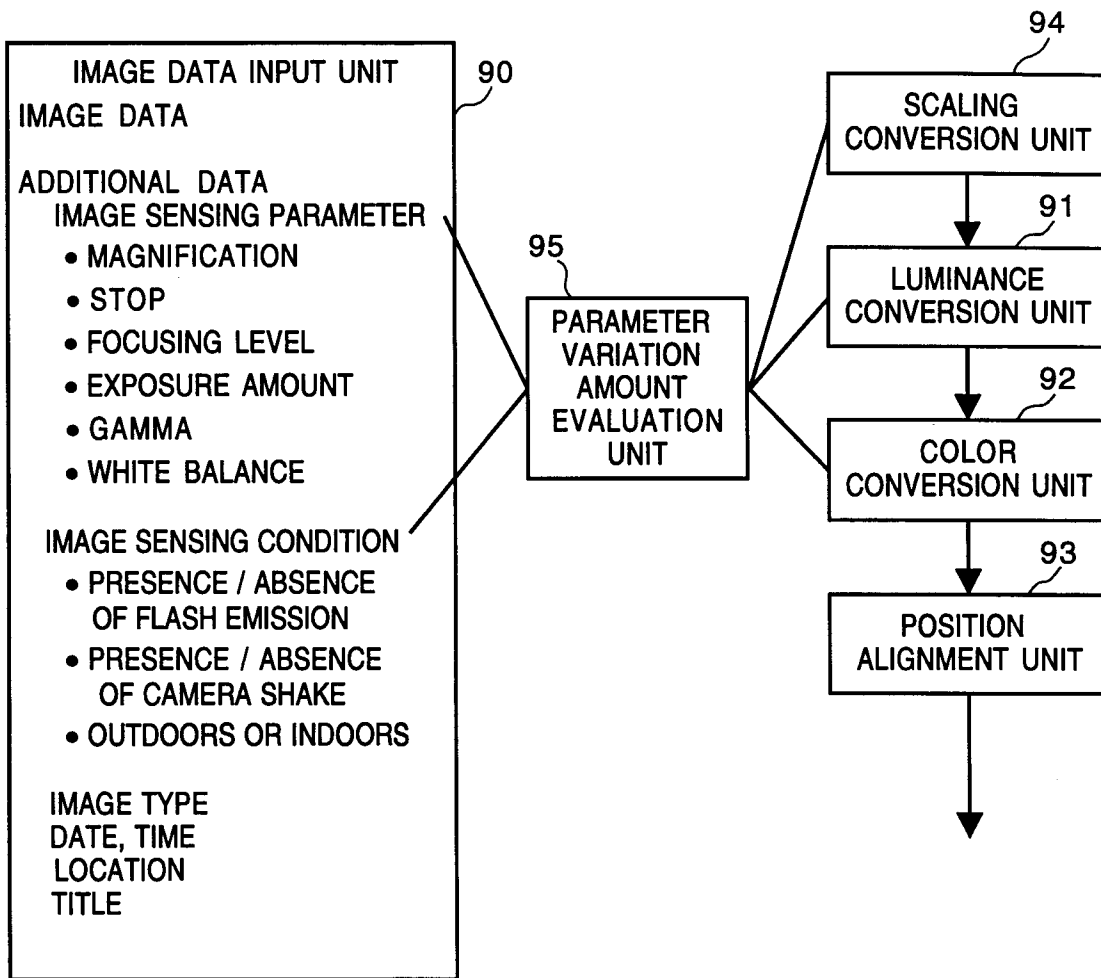 IMAGE DATA INPUT UNIT
90
IMAGE DATA
ADDITIONAL DATA
IMAGE SENSING PARAMETER
• MAGNIFICATION
• STOP
• FOCUSING LEVEL
• EXPOSURE AMOUNT
• GAMMA
• WHITE BALANCE
IMAGE SENSING CONDITION
• PRESENCE / ABSENCE
OF FLASH EMISSION
• PRESENCE / ABSENCE
OF CAMERA SHAKE
• OUTDOORS OR INDOORS
IMAGE TYPE
DATE, TIME
LOCATION
TITLE
95
PARAMETER
VARIATION
AMOUNT
EVALUATION
UNIT
94
SCALING
CONVERSION UNIT
91
LUMINANCE
CONVERSION UNIT
92
COLOR
CONVERSION UNIT
93
POSITION
ALIGNMENT UNIT